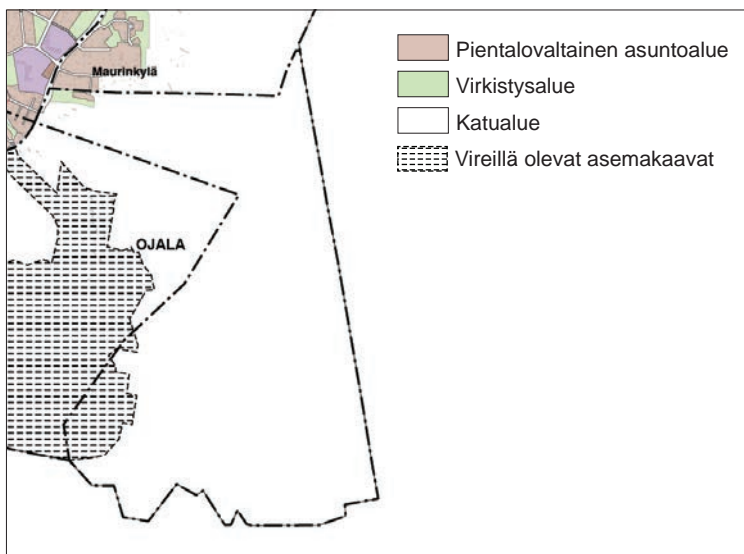 Maurinkylä
OJALA
Pientalovaltainen asuntoalue
Virkistysalue
Katualue
Vireillä olevat asemakaavat